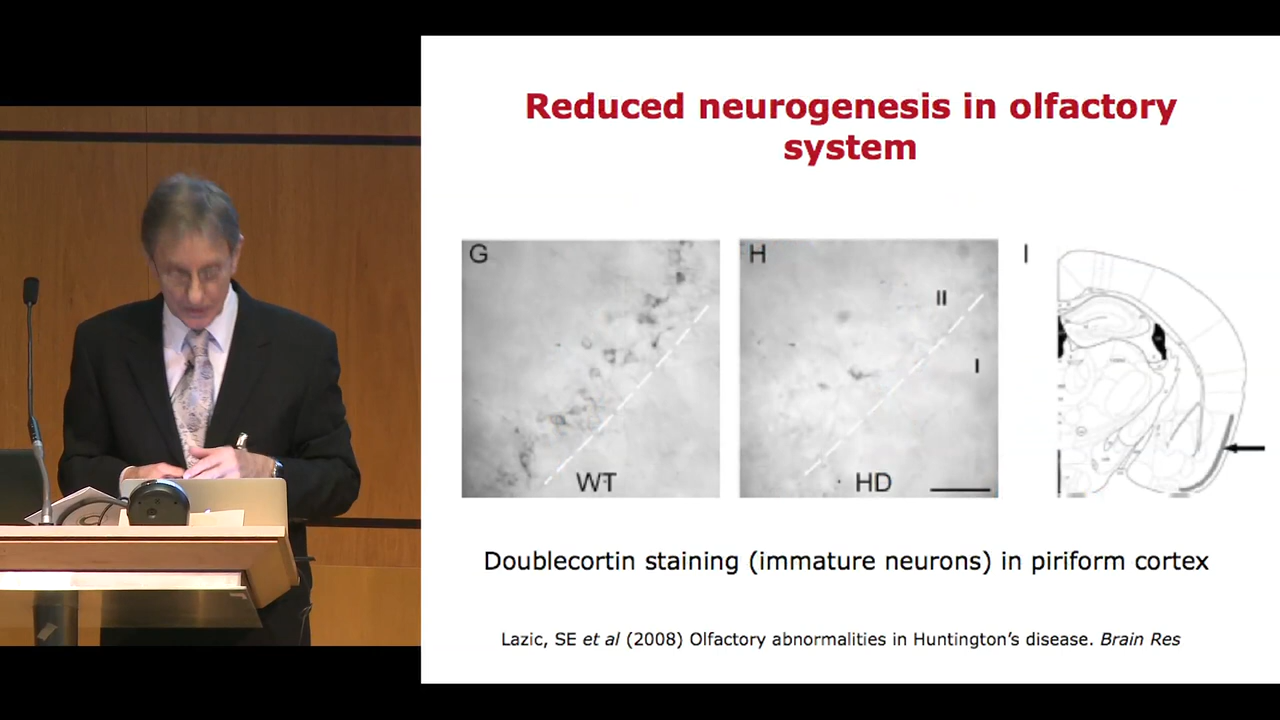 Reduced neurogenesis in olfactory
system
G
H
I
II
I
WT
HD
Doublecortin staining (immature neurons) in piriform cortex
Lazic, SE et al (2008) Olfactory abnormalities in Huntington's disease. Brain Res